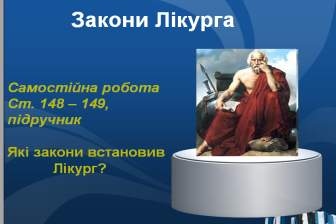 Закони Лікурга
Самостійна робота
Ст. 148 – 149,
підручник
Які закони встановив
Лікург?